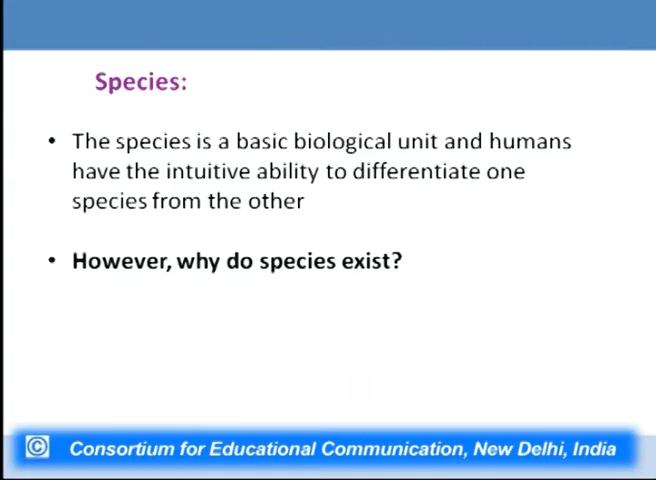 Species:
• The species is a basic biological unit and humans
have the intuitive ability to differentiate one
species from the other
• However, why do species exist?
© Consortium for Educational Communication, New Delhi, India